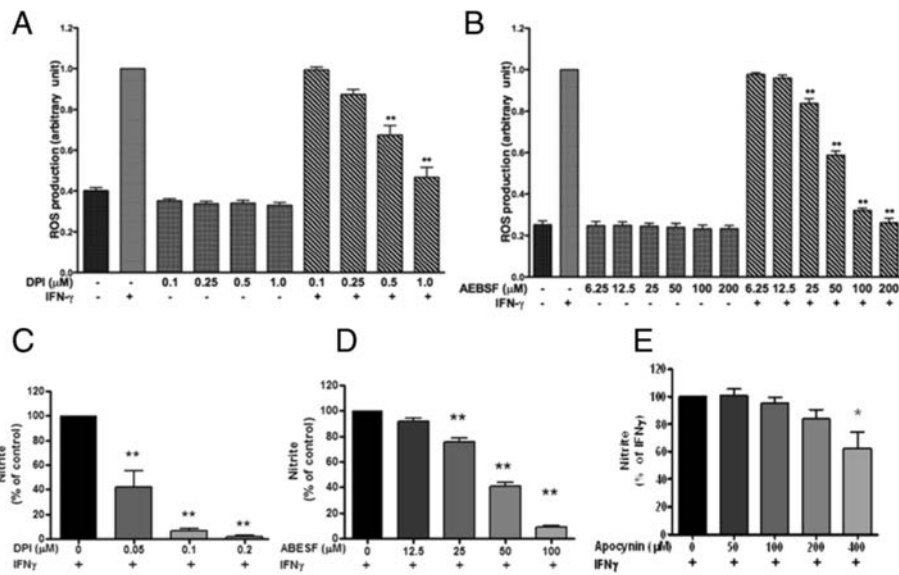 A
ROS production (arbitrary unit)
1.2
1.0
0.8
0.6
0.4
0.2
0.0
** **
DPI (μM) - - 0.1 0.25 0.5 1.0 0.1 0.25 0.5 1.0
IFN-γ - + - - - - + + + +
B
ROS production (arbitrary unit)
1.2
1.0
0.8
0.6
0.4
0.2
0.0
** ** ** **
AEBSF (μM) - - 6.25 12.5 25 50 100 200 6.25 12.5 25 50 100 200
IFN-γ - + - - - - - - + + + + + +
C
Nitrite
(% of control)
120
100
80
60
40
20
0
** ** **
DPI (μM) 0 0.05 0.1 0.2
IFNγ + + + +
D
Nitrite
(% of control)
120
100
80
60
40
20
0
** ** **
ABESF (μM) 0 12.5 25 50 100
IFNγ + + + + +
E
Nitrite
(% of IFNγ)
120
100
80
60
40
20
0
*
Apocynin (μM) 0 50 100 200 400
IFNγ + + + + +